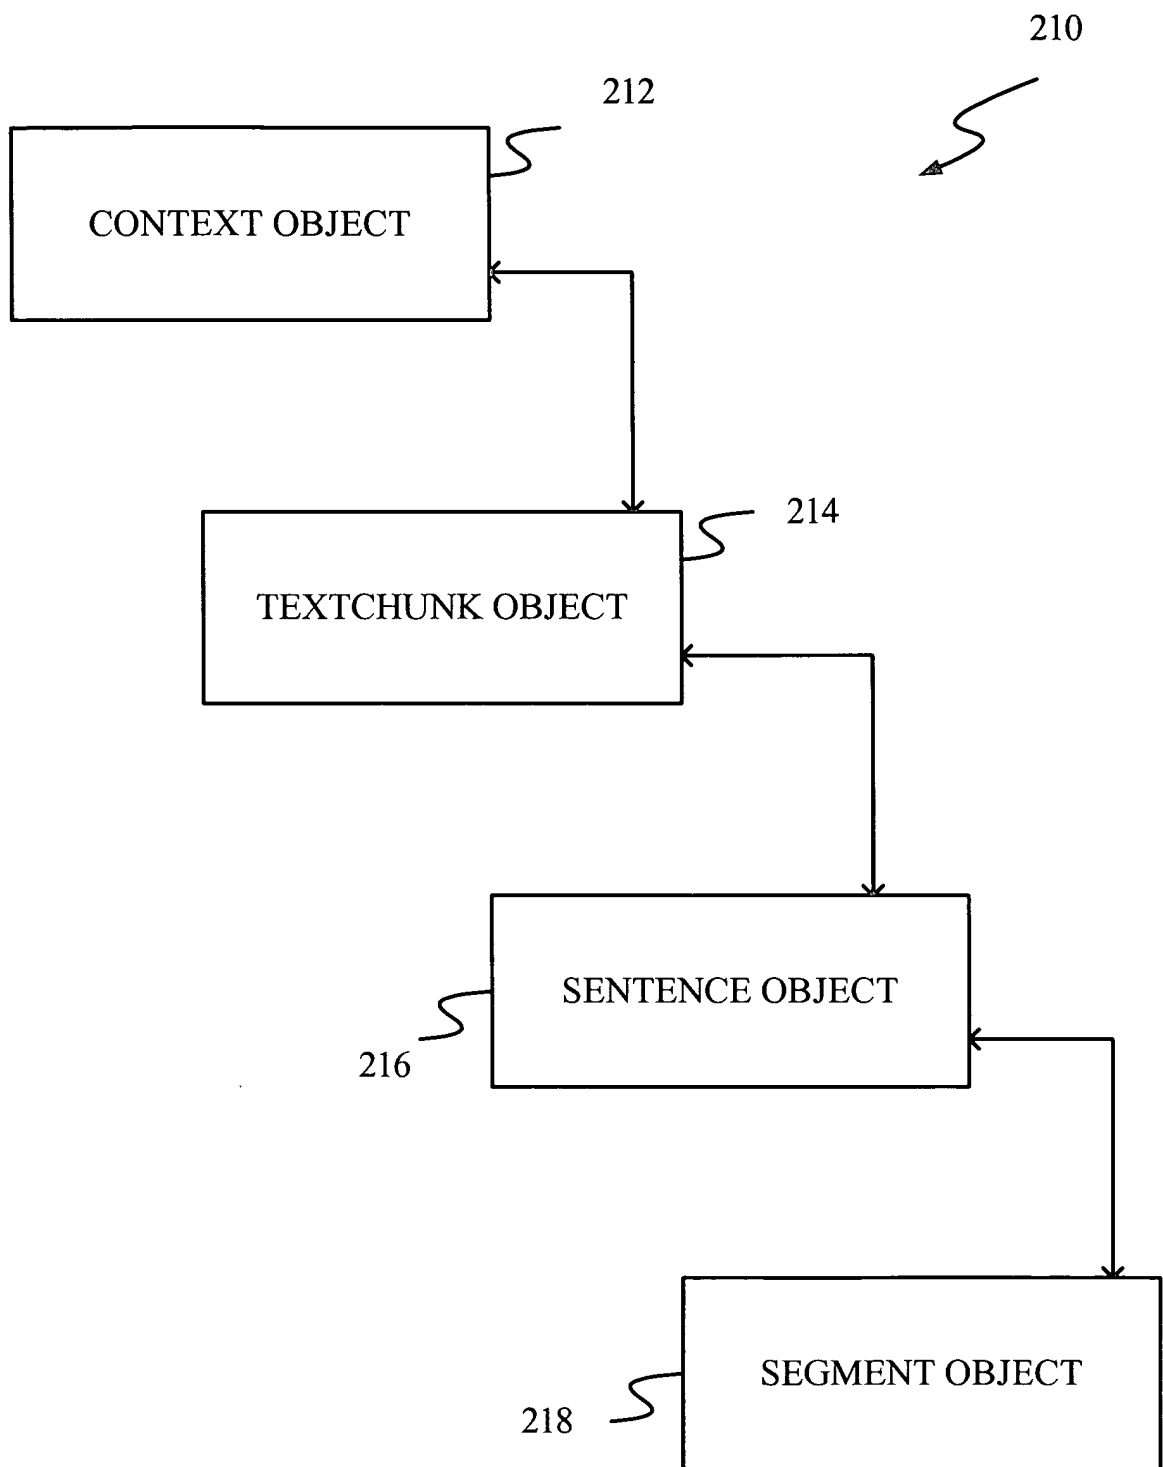 210
212
CONTEXT OBJECT
214
TEXTCHUNK OBJECT
SENTENCE OBJECT
216
SEGMENT OBJECT
218